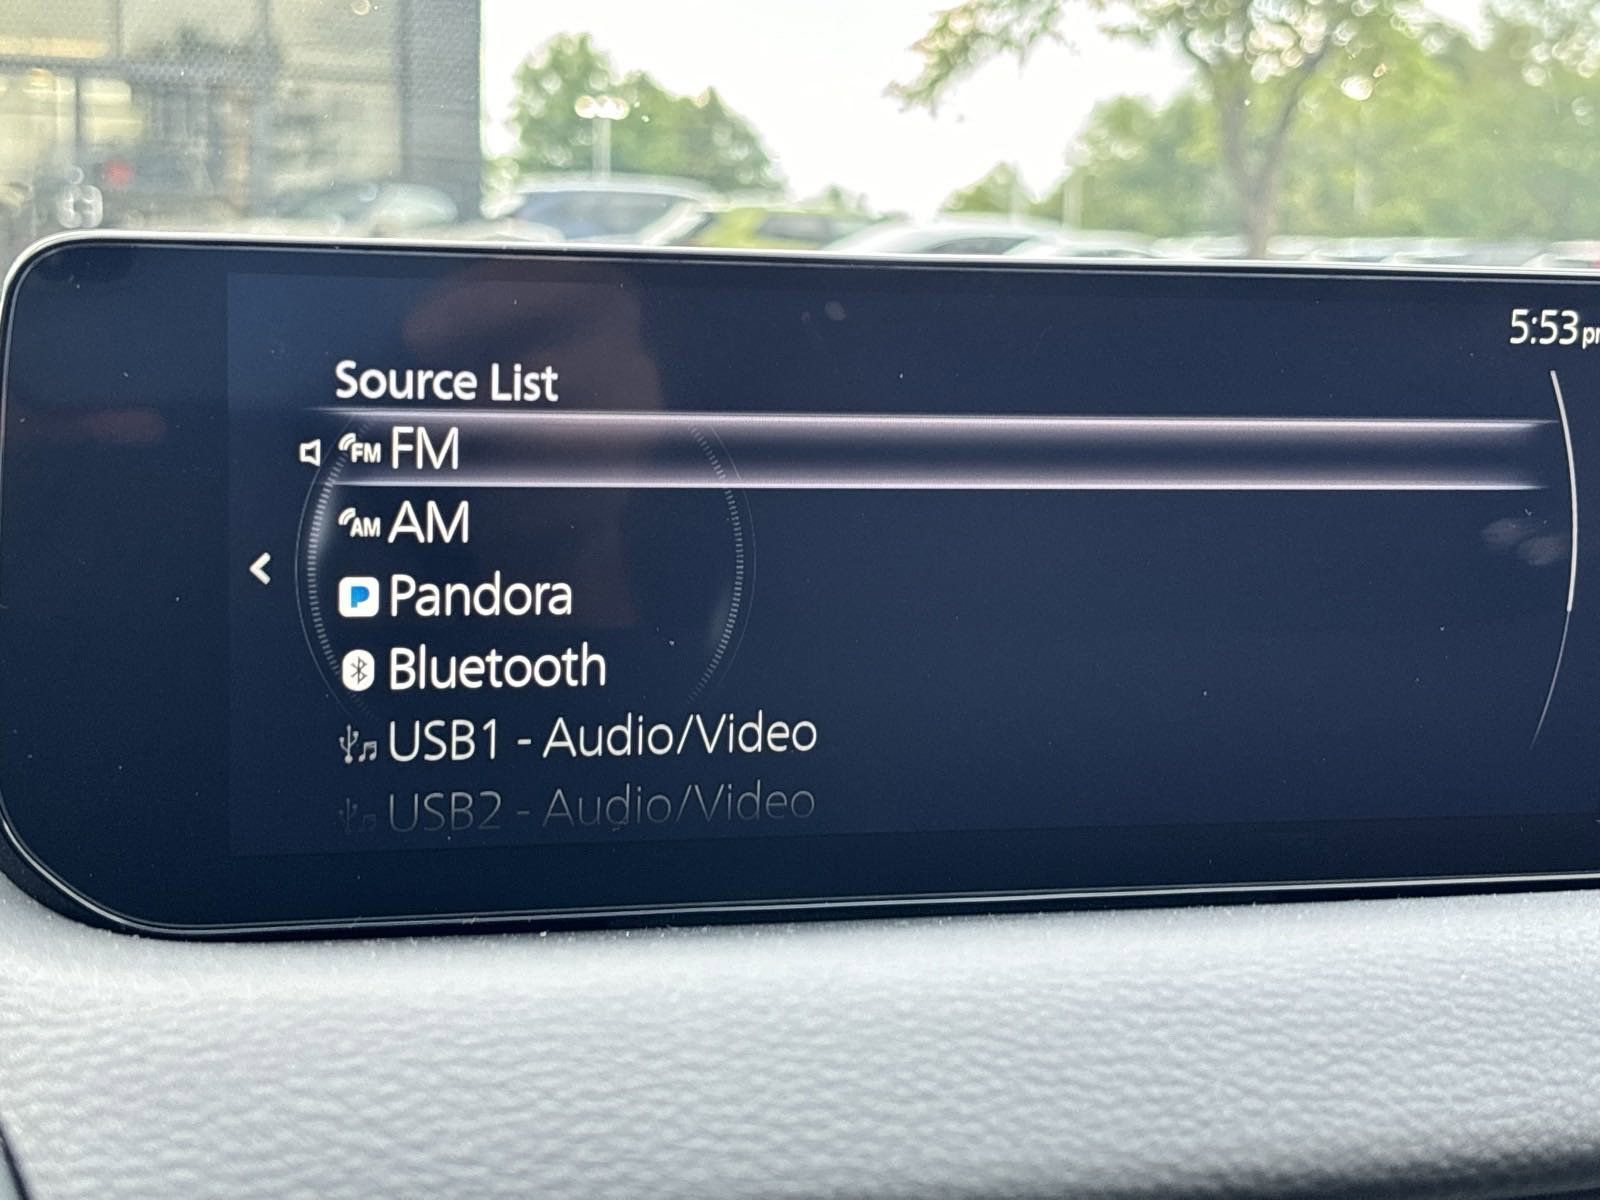 5:53
Source List
FM FM
AM AM
P Pandora
Bluetooth
USB1 - Audio/Video
USB2 - Audio/Video